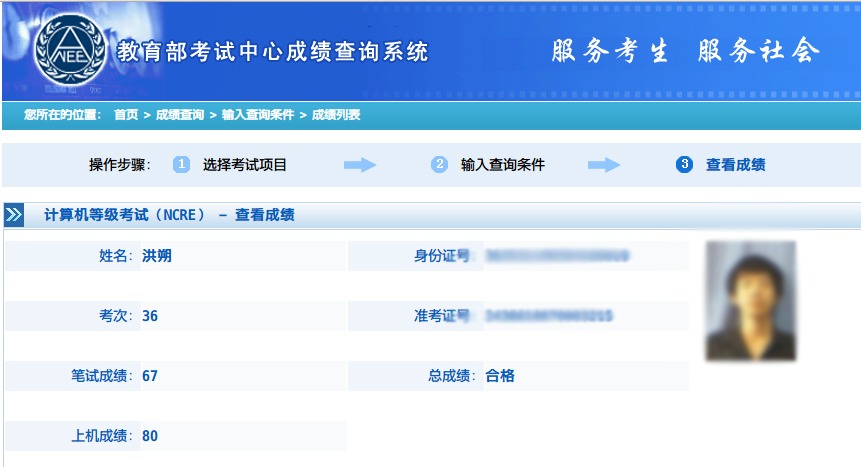 NEEA
教育部考试中心成绩查询系统
服务考生 服务社会
您所在的位置： 首页 > 成绩查询 > 输入查询条件 > 成绩列表
操作步骤： 1 选择考试项目 2 输入查询条件 3 查看成绩
计算机等级考试（NCRE） - 查看成绩
姓名： 洪朔 身份证号
考次： 36 准考证号
笔试成绩： 67 总成绩： 合格
上机成绩： 80